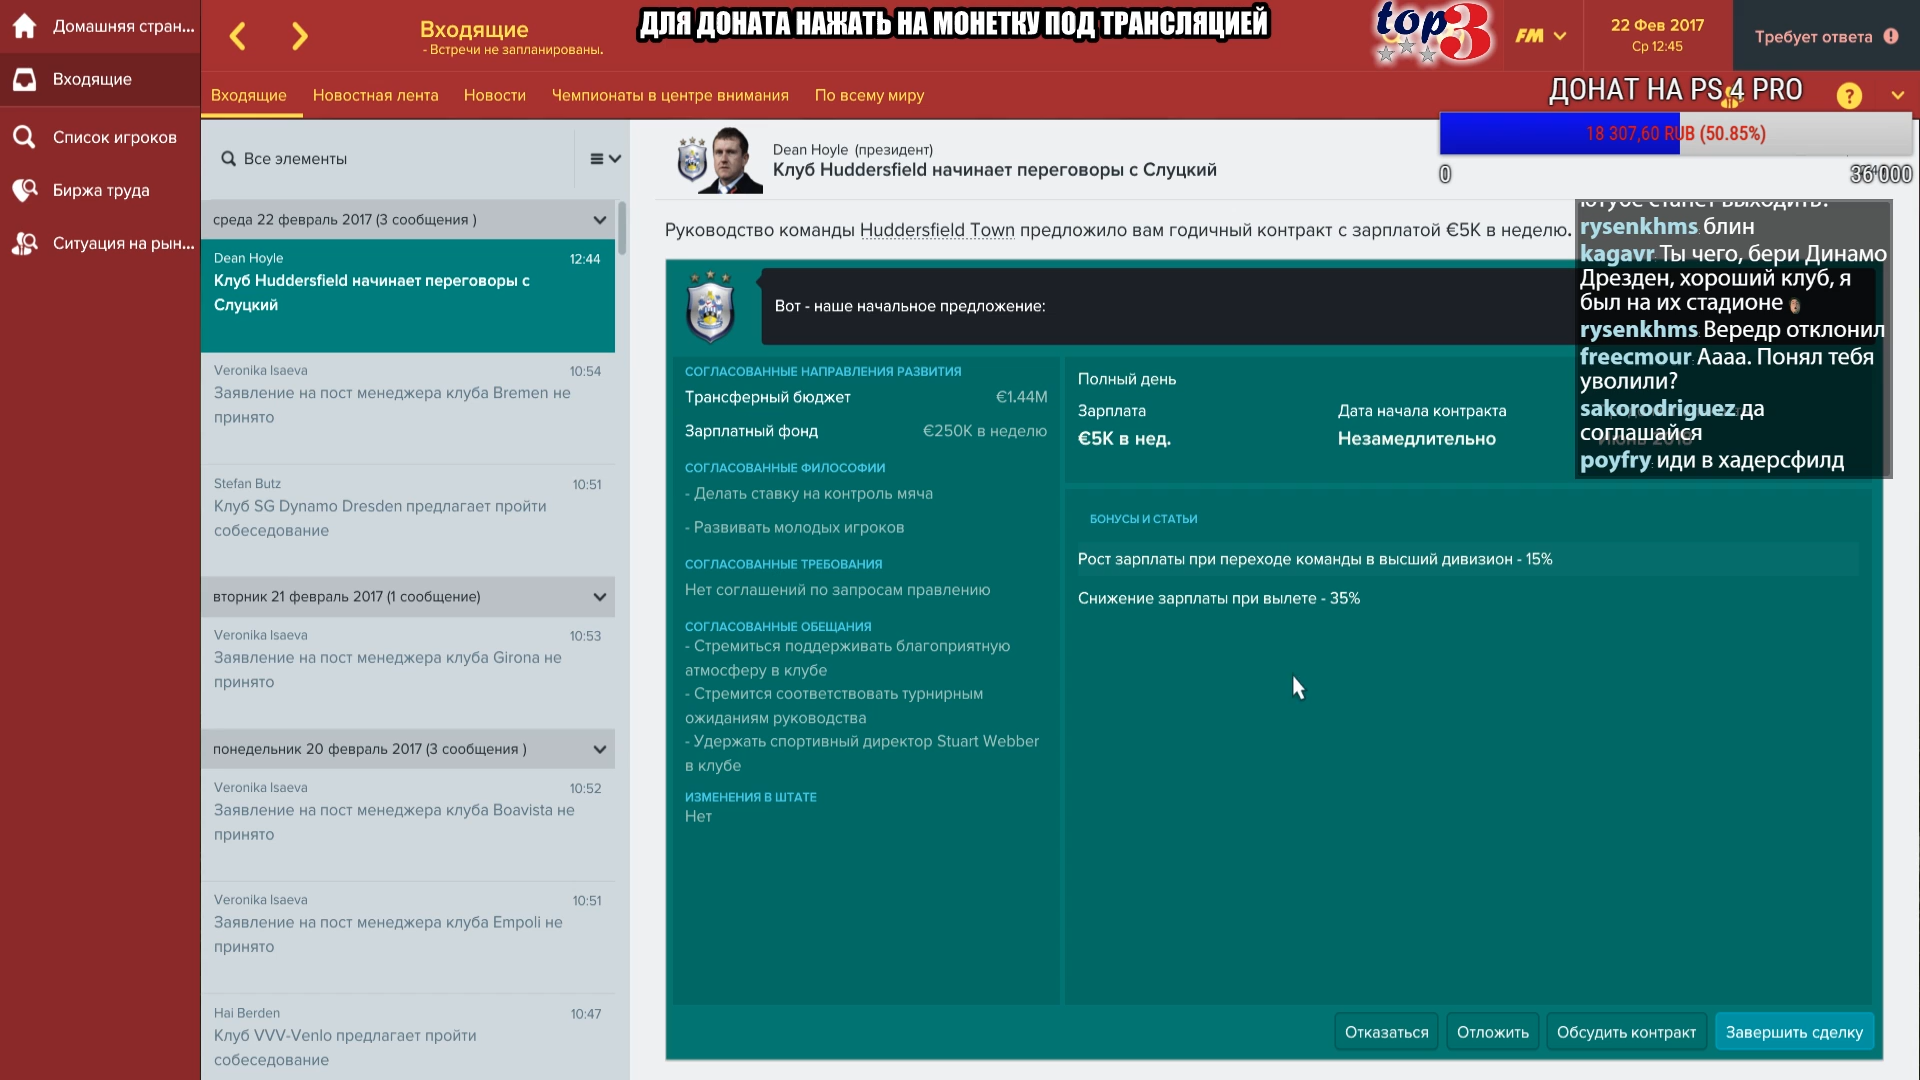 Домашняя стран...
Входящие
Список игроков
Биржа труда
Ситуация на рын...
Входящие
- Встречи не запланированы.
ДЛЯ ДОНАТА НАЖАТЬ НА МОНЕТКУ ПОД ТРАНСЛЯЦИЕЙ
top3
FM
22 Фев 2017
Ср 12:45
Требует ответа
Входящие
Новостная лента
Новости
Чемпионаты в центре внимания
По всему миру
ДОНАТ НА PS 4 PRO
?
18 307,60 RUB (50.85%)
0
36'000
Все элементы
среда 22 февраль 2017 (3 сообщения )
Dean Hoyle
12:44
Клуб Huddersfield начинает переговоры с
Слуцкий
Veronika Isaeva
10:54
Заявление на пост менеджера клуба Bremen не
принято
Stefan Butz
10:51
Клуб SG Dynamo Dresden предлагает пройти
собеседование
вторник 21 февраль 2017 (1 сообщение)
Veronika Isaeva
10:53
Заявление на пост менеджера клуба Girona не
принято
понедельник 20 февраль 2017 (3 сообщения )
Veronika Isaeva
10:52
Заявление на пост менеджера клуба Boavista не
принято
Veronika Isaeva
10:51
Заявление на пост менеджера клуба Empoli не
принято
Hai Berden
10:47
Клуб VVV-Venlo предлагает пройти
собеседование
Dean Hoyle (президент)
Клуб Huddersfield начинает переговоры с Слуцкий
Руководство команды Huddersfield Town предложило вам годичный контракт с зарплатой €5K в неделю.
Вот - наше начальное предложение:
СОГЛАСОВАННЫЕ НАПРАВЛЕНИЯ РАЗВИТИЯ
Трансферный бюджет €1.44M
Зарплатный фонд €250K в неделю
СОГЛАСОВАННЫЕ ФИЛОСОФИИ
- Делать ставку на контроль мяча
- Развивать молодых игроков
СОГЛАСОВАННЫЕ ТРЕБОВАНИЯ
Нет соглашений по запросам правлению
СОГЛАСОВАННЫЕ ОБЕЩАНИЯ
- Стремиться поддерживать благоприятную
атмосферу в клубе
- Стремится соответствовать турнирным
ожиданиям руководства
- Удержать спортивный директор Stuart Webber
в клубе
ИЗМЕНЕНИЯ В ШТАТЕ
Нет
Полный день
Зарплата
€5K в нед.
Дата начала контракта
Незамедлительно
БОНУСЫ И СТАТЬИ
Рост зарплаты при переходе команды в высший дивизион - 15%
Снижение зарплаты при вылете - 35%
ютубе станет выходить?
rysenkhms: блин
kagavr: Ты чего, бери Динамо
Дрезден, хороший клуб, я
был на их стадионе
rysenkhms: Вередр отклонил
freecmour: Аааа. Понял тебя
уволили?
sakorodriguez: да
соглашайся
poyfry: иди в хадерсфилд
Отказаться
Отложить
Обсудить контракт
Завершить сделку